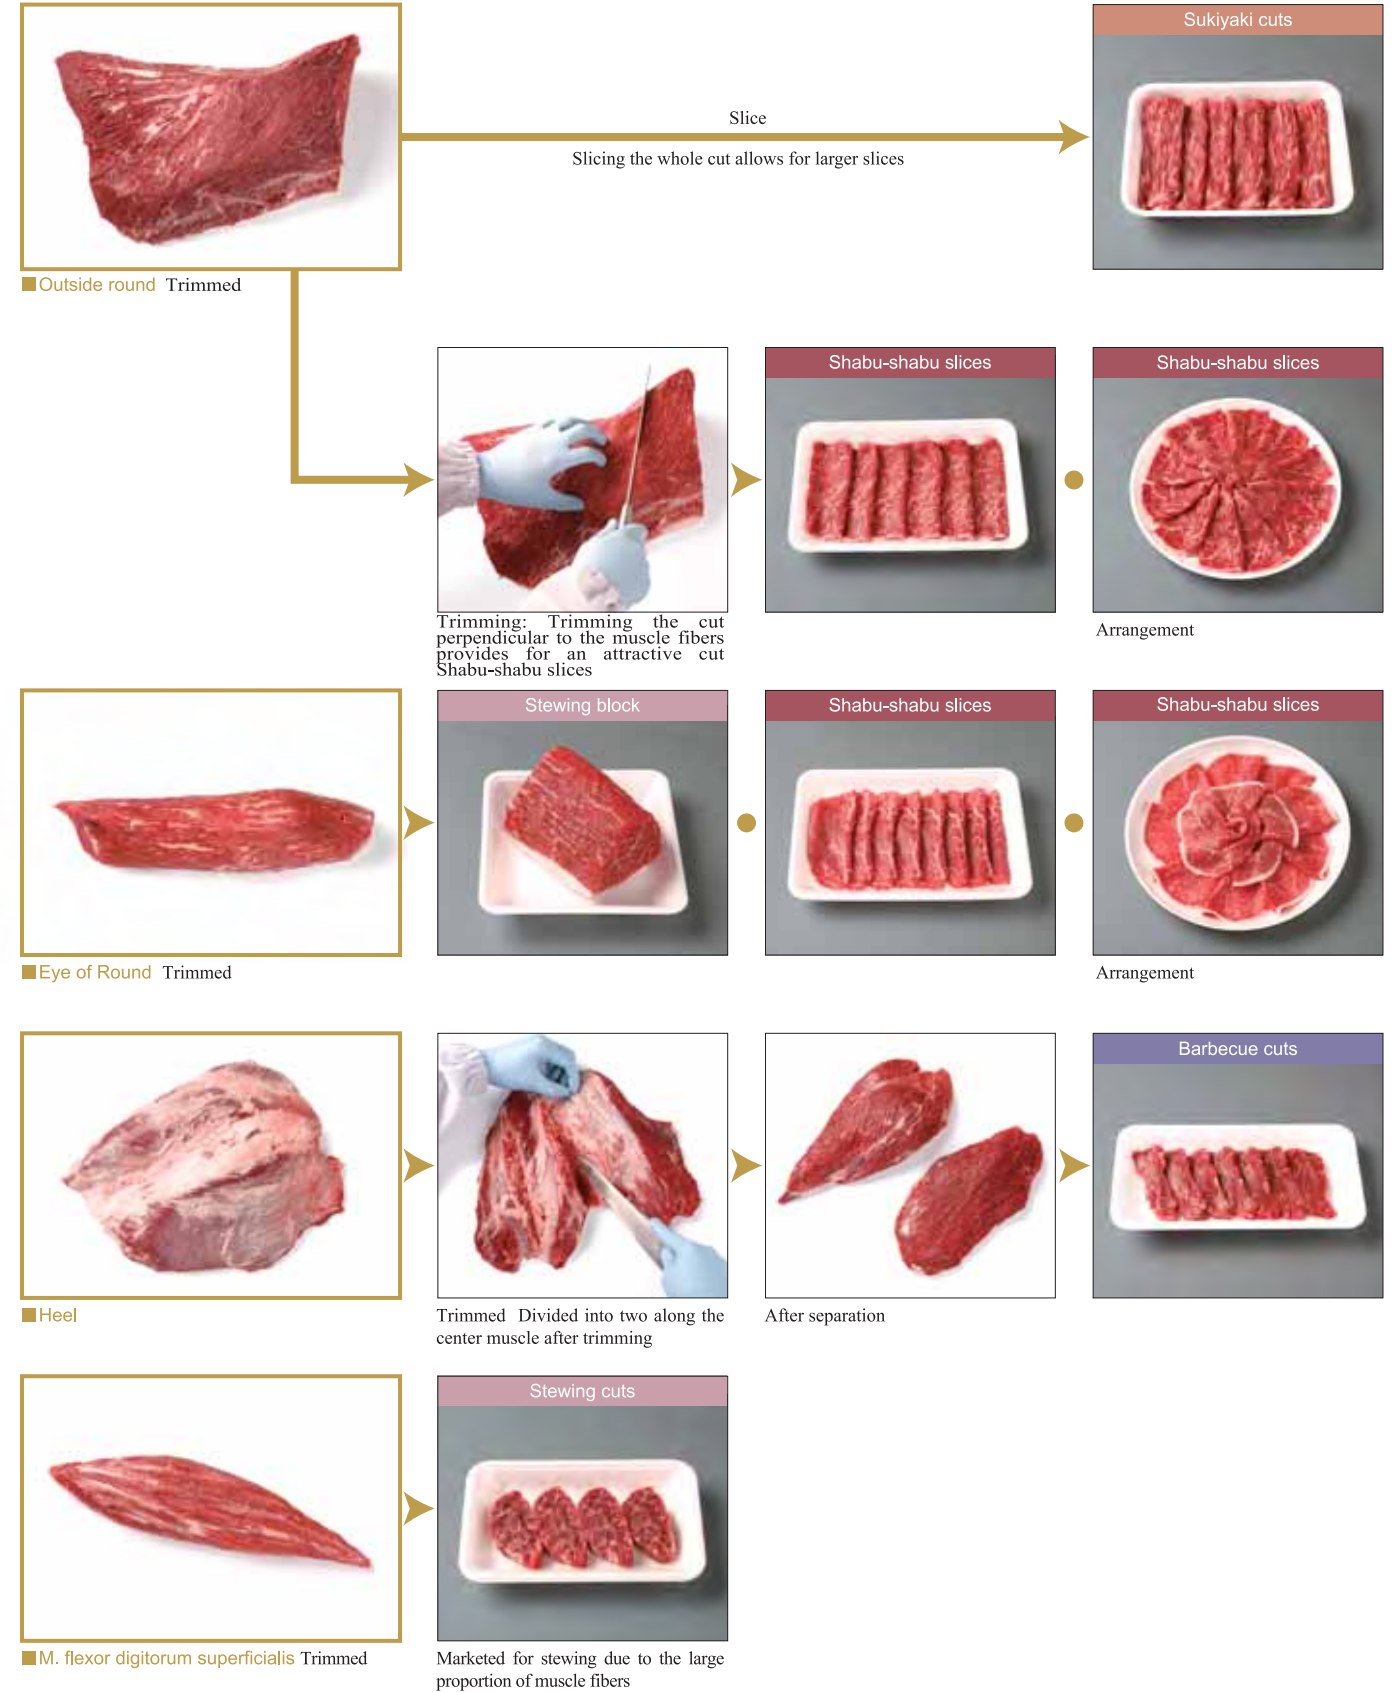 Sukiyaki cuts
Slice
Slicing the whole cut allows for larger slices
Outside round Trimmed
Shabu-shabu slices
Shabu-shabu slices
Trimming: Trimming the cut
perpendicular to the muscle fibers
provides for an attractive cut
Shabu-shabu slices
Arrangement
Stewing block
Shabu-shabu slices
Shabu-shabu slices
Eye of Round Trimmed
Arrangement
Barbecue cuts
Heel
Trimmed Divided into two along the
center muscle after trimming
After separation
Stewing cuts
M. flexor digitorum superficialis Trimmed
Marketed for stewing due to the large
proportion of muscle fibers